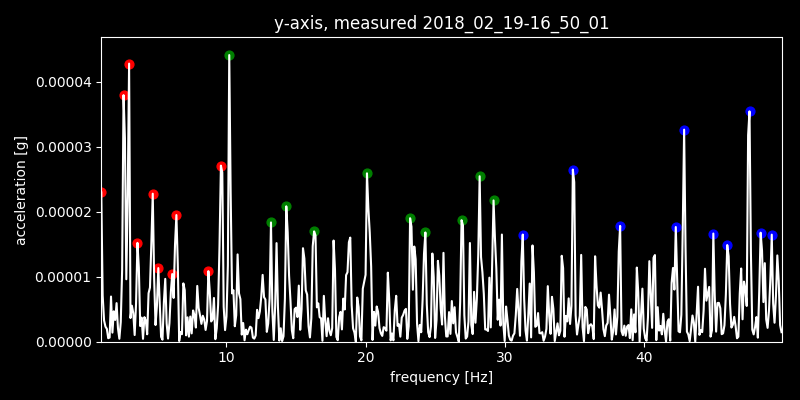 y-axis, measured 2018_02_19-16_50_01
acceleration [g]
0.00004
0.00003
0.00002
0.00001
0.00000
10 20 30 40
frequency [Hz]